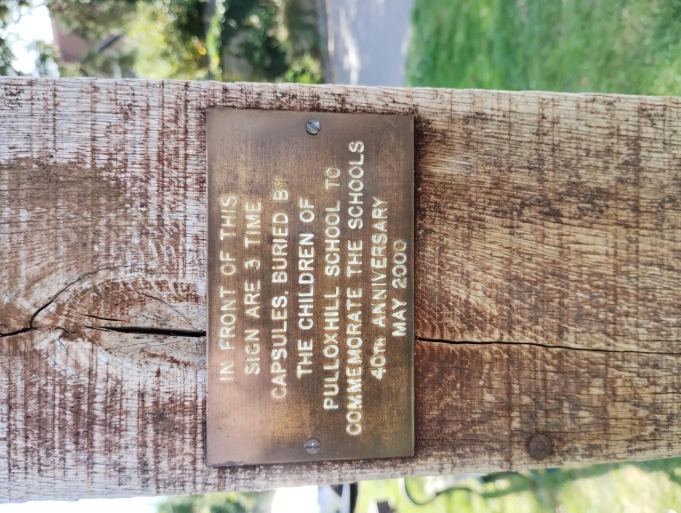 IN FRONT OF THIS
SIGN ARE 3 TIME
CAPSULES, BURIED BY
THE CHILDREN OF
PULLOXHILL SCHOOL TO
COMMEMORATE THE SCHOOLS
40TH ANNIVERSARY
MAY 2000